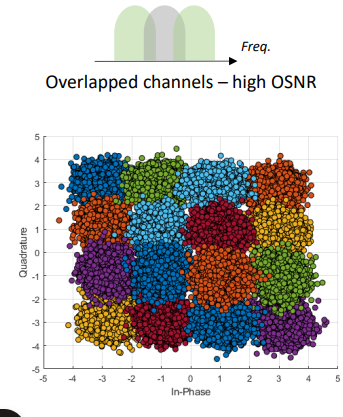 Freq.
Overlapped channels – high OSNR
5
4
3
2
1
0
-1
-2
-3
-4
-5
Quadrature
-5 -4 -3 -2 -1 0 1 2 3 4 5
In-Phase